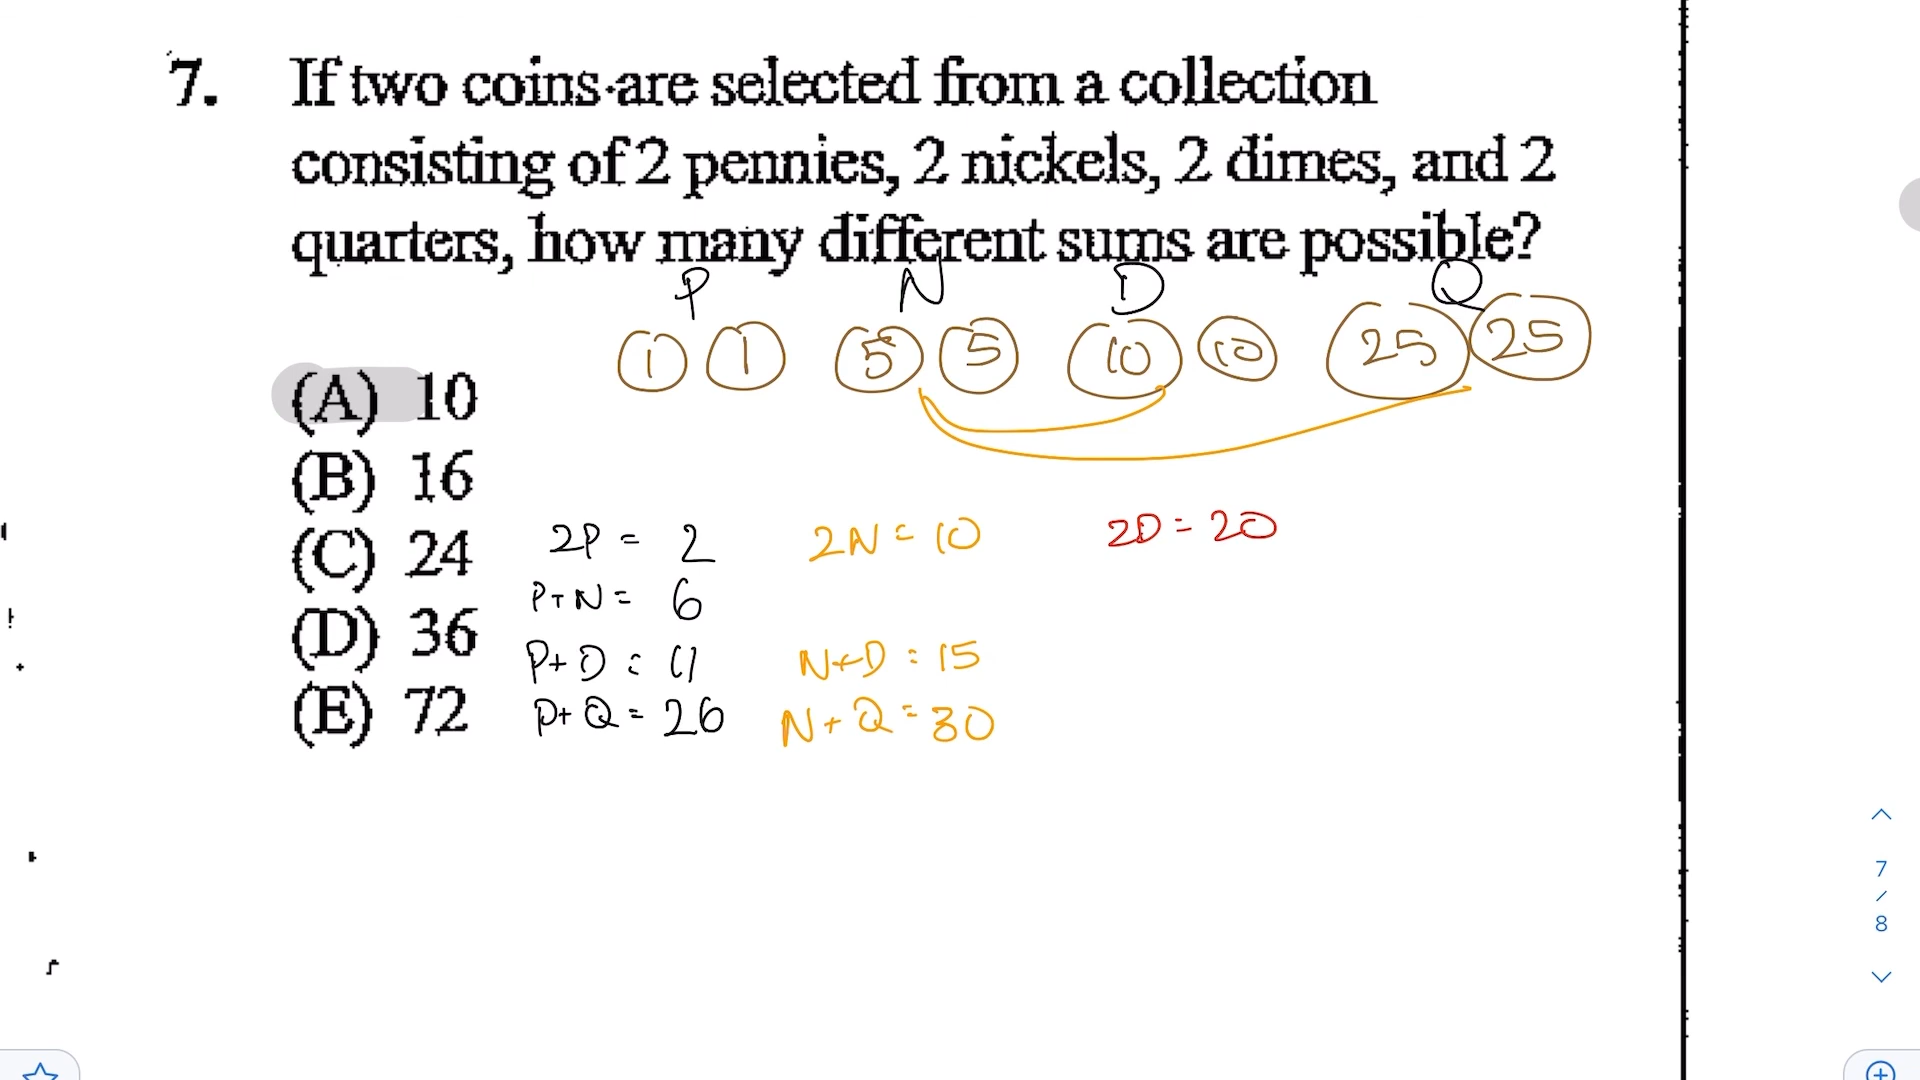 7. If two coins are selected from a collection
consisting of 2 pennies, 2 nickels, 2 dimes, and 2
quarters, how many different sums are possible?
P N D Q
1 1 5 5 10 10 25 25
(A) 10
(B) 16
(C) 24
(D) 36
(E) 72
2P = 2
P+N = 6
P+D = 11
P+Q = 26
2N = 10
N+D = 15
N+Q = 30
2D = 20
7
/
8